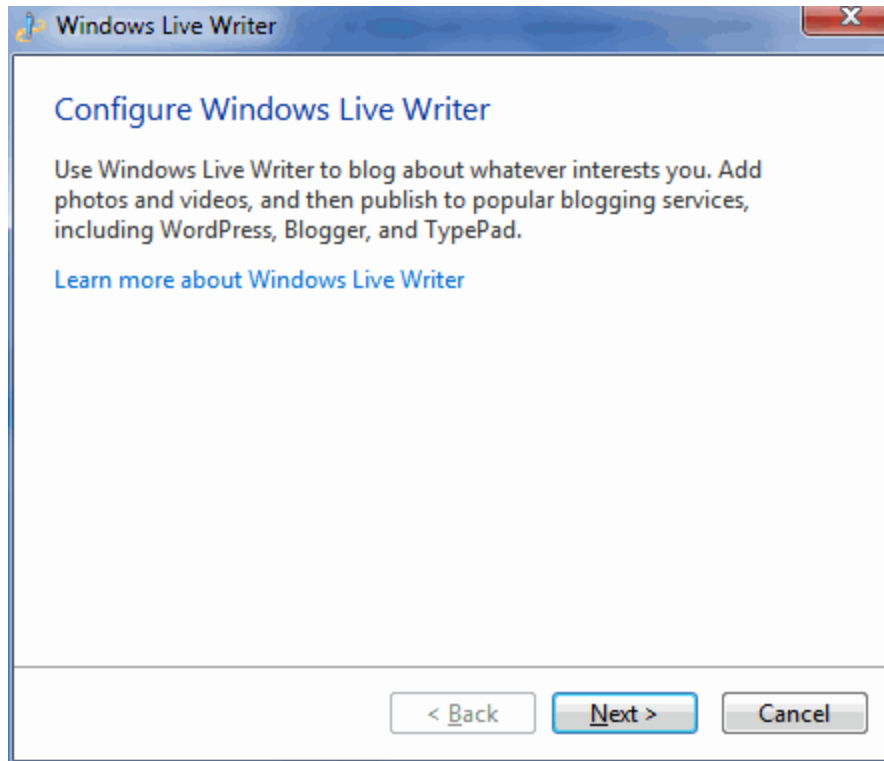 Windows Live Writer
Configure Windows Live Writer
Use Windows Live Writer to blog about whatever interests you. Add
photos and videos, and then publish to popular blogging services,
including WordPress, Blogger, and TypePad.
Learn more about Windows Live Writer
< Back Next > Cancel